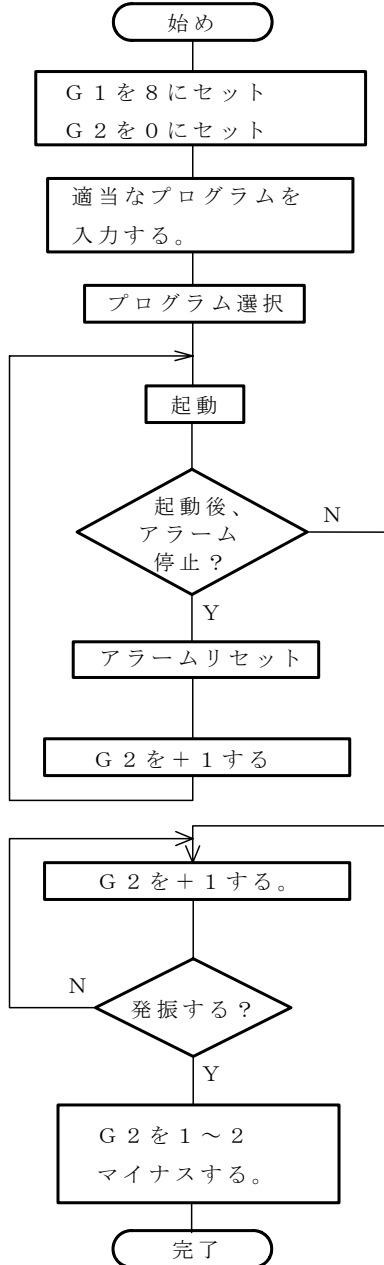 始め
Ｇ１を８にセット
Ｇ２を０にセット
適当なプログラムを
入力する。
プログラム選択
起動
起動後、
アラーム
停止？
N
Y
アラームリセット
Ｇ２を＋１する
Ｇ２を＋１する。
N
発振する？
Y
Ｇ２を１～２
マイナスする。
完了